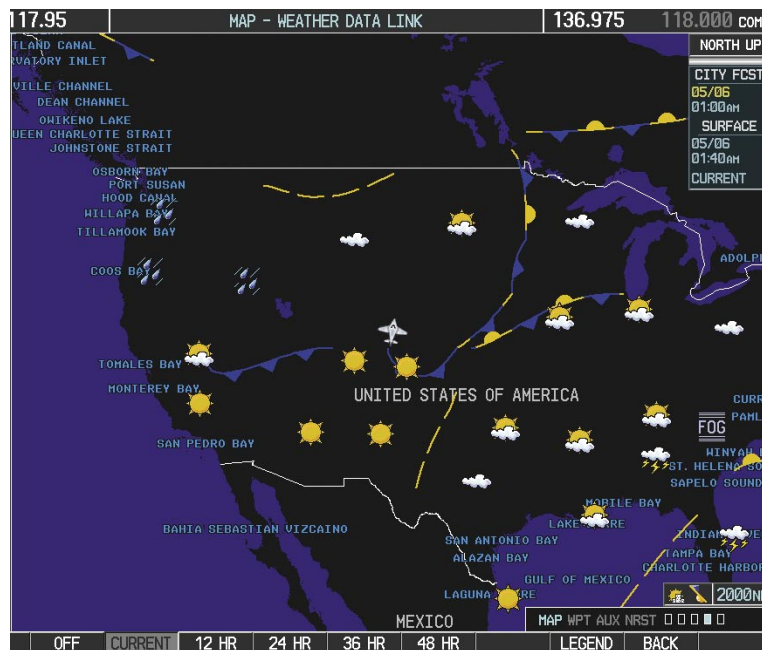 117.95 MAP - WEATHER DATA LINK 136.975 118.000 COM
TLAND CANAL
NORTH UP
RVATORY INLET
CITY FCST
VILLE CHANNEL
05/06
DEAN CHANNEL
01:00AM
OWIKENO LAKE
SURFACE
UEEN CHARLOTTE STRAIT
05/06
JOHNSTONE STRAIT
01:40AM
CURRENT
OSBORN BAY
PORT SUSAN
HOOD CANAL
WILLAPA BAY
TILLAMOOK BAY
ADOLP
COOS BAY
TOMALES BAY
MONTEREY BAY
UNITED STATES OF AMERICA
CURR
FOG
PAML
SAN PEDRO BAY
WINYAH
ST. HELENA SO
SAPELO SOUND
MOBILE BAY
BAHIA SEBASTIAN VIZCAINO
LAKE RE
INDIAN VE
SAN ANTONIO BAY
TAMPA BAY
ALAZAN BAY
CHARLOTTE HARBOR
GULF OF MEXICO
LAGUNA RE
2000NM
MEXICO
MAP WPT AUX NRST
OFF CURRENT 12 HR 24 HR 36 HR 48 HR LEGEND BACK